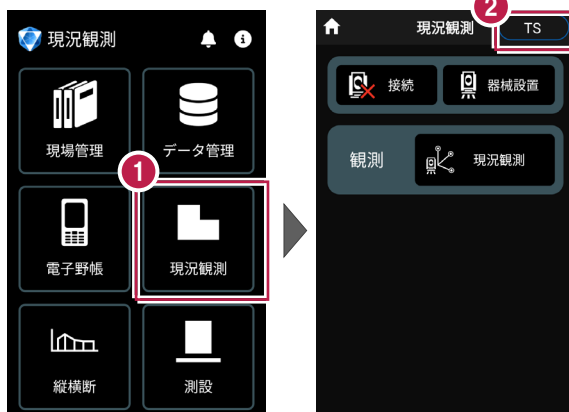 現況観測
現場管理
データ管理
1
電子野帳
現況観測
縦横断
測設
2
現況観測
TS
接続
器械設置
観測
現況観測